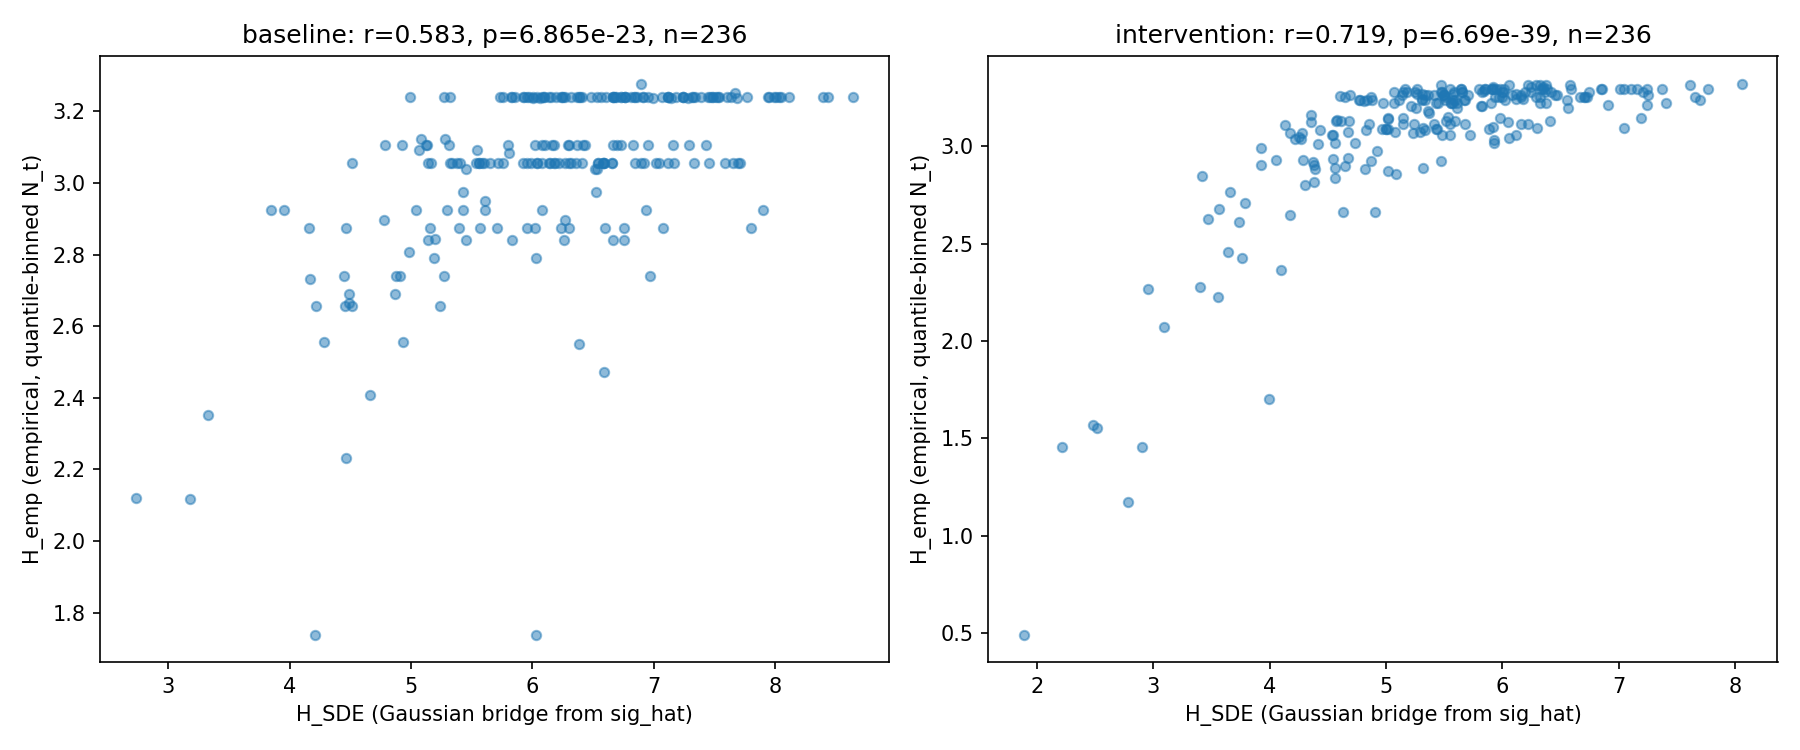 baseline: r=0.583, p=6.865e-23, n=236
H_emp (empirical, quantile-binned N_t)
3.2
3.0
2.8
2.6
2.4
2.2
2.0
1.8
3 4 5 6 7 8
H_SDE (Gaussian bridge from sig_hat)
intervention: r=0.719, p=6.69e-39, n=236
H_emp (empirical, quantile-binned N_t)
3.0
2.5
2.0
1.5
1.0
0.5
2 3 4 5 6 7 8
H_SDE (Gaussian bridge from sig_hat)